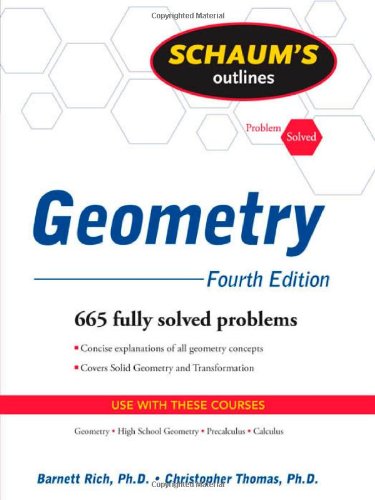 Copyrighted Material
SCHAUM'S
outlines
Problem Solved
Geometry
Fourth Edition
665 fully solved problems
▪ Concise explanations of all geometry concepts
▪ Covers Solid Geometry and Transformation
USE WITH THESE COURSES
Geometry • High School Geometry • Precalculus • Calculus
Barnett Rich, Ph.D. • Christopher Thomas, Ph.D.
Copyrighted Material